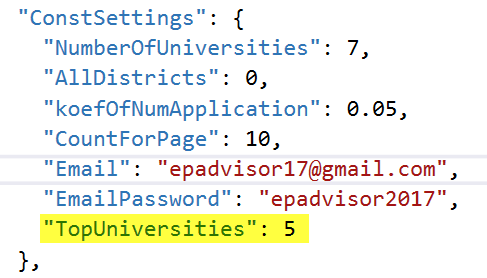 "ConstSettings": {
"NumberOfUniversities": 7,
"AllDistricts": 0,
"koefOfNumApplication": 0.05,
"CountForPage": 10,
"Email": "epadvisor17@gmail.com",
"EmailPassword": "epadvisor2017",
"TopUniversities": 5
},